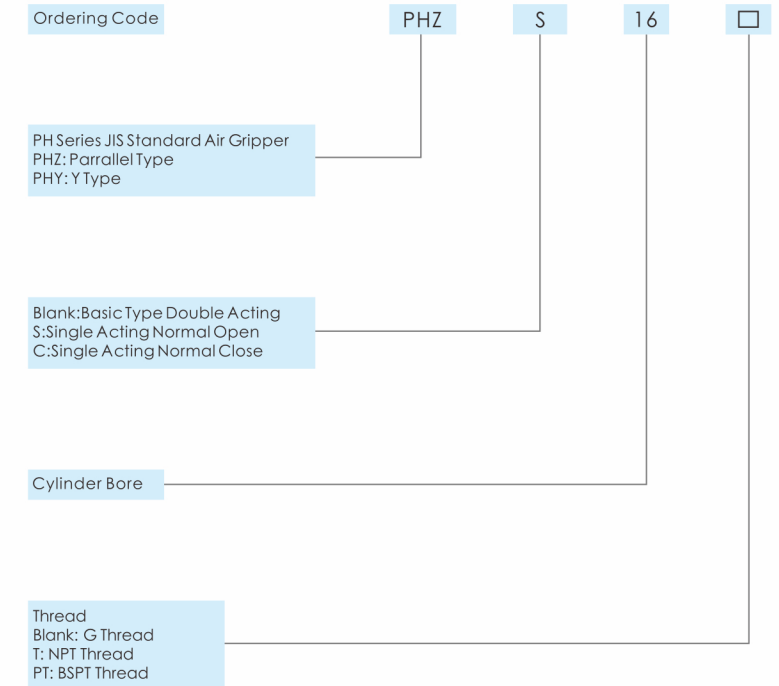 Ordering Code PHZ S 16 □
PH Series JIS Standard Air Gripper
PHZ: Parrallel Type
PHY: Y Type
Blank:Basic Type Double Acting
S:Single Acting Normal Open
C:Single Acting Normal Close
Cylinder Bore
Thread
Blank: G Thread
T: NPT Thread
PT: BSPT Thread